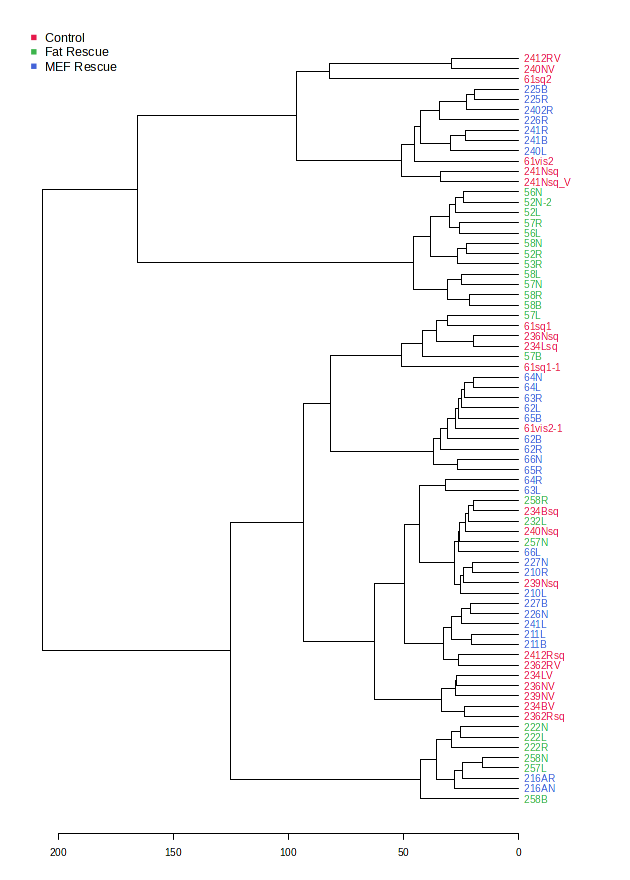 Control
Fat Rescue
MEF Rescue
2412RV
240NV
61sq2
225B
225R
2402R
226R
241R
241B
240L
61vis2
241Nsq
241Nsq_V
56N
52N-2
52L
57R
56L
58N
52R
53R
58L
57N
58R
58B
57L
61sq1
236Nsq
234Lsq
57B
61sq1-1
64N
64L
63R
62L
65B
61vis2-1
62B
62R
66N
65R
64R
63L
258R
234Bsq
232L
240Nsq
257N
66L
227N
210R
239Nsq
210L
227B
226N
241L
211L
211B
2412Rsq
2362RV
234LV
236NV
239NV
234BV
2362Rsq
222N
222L
222R
258N
257L
216AR
216AN
258B
200 150 100 50 0